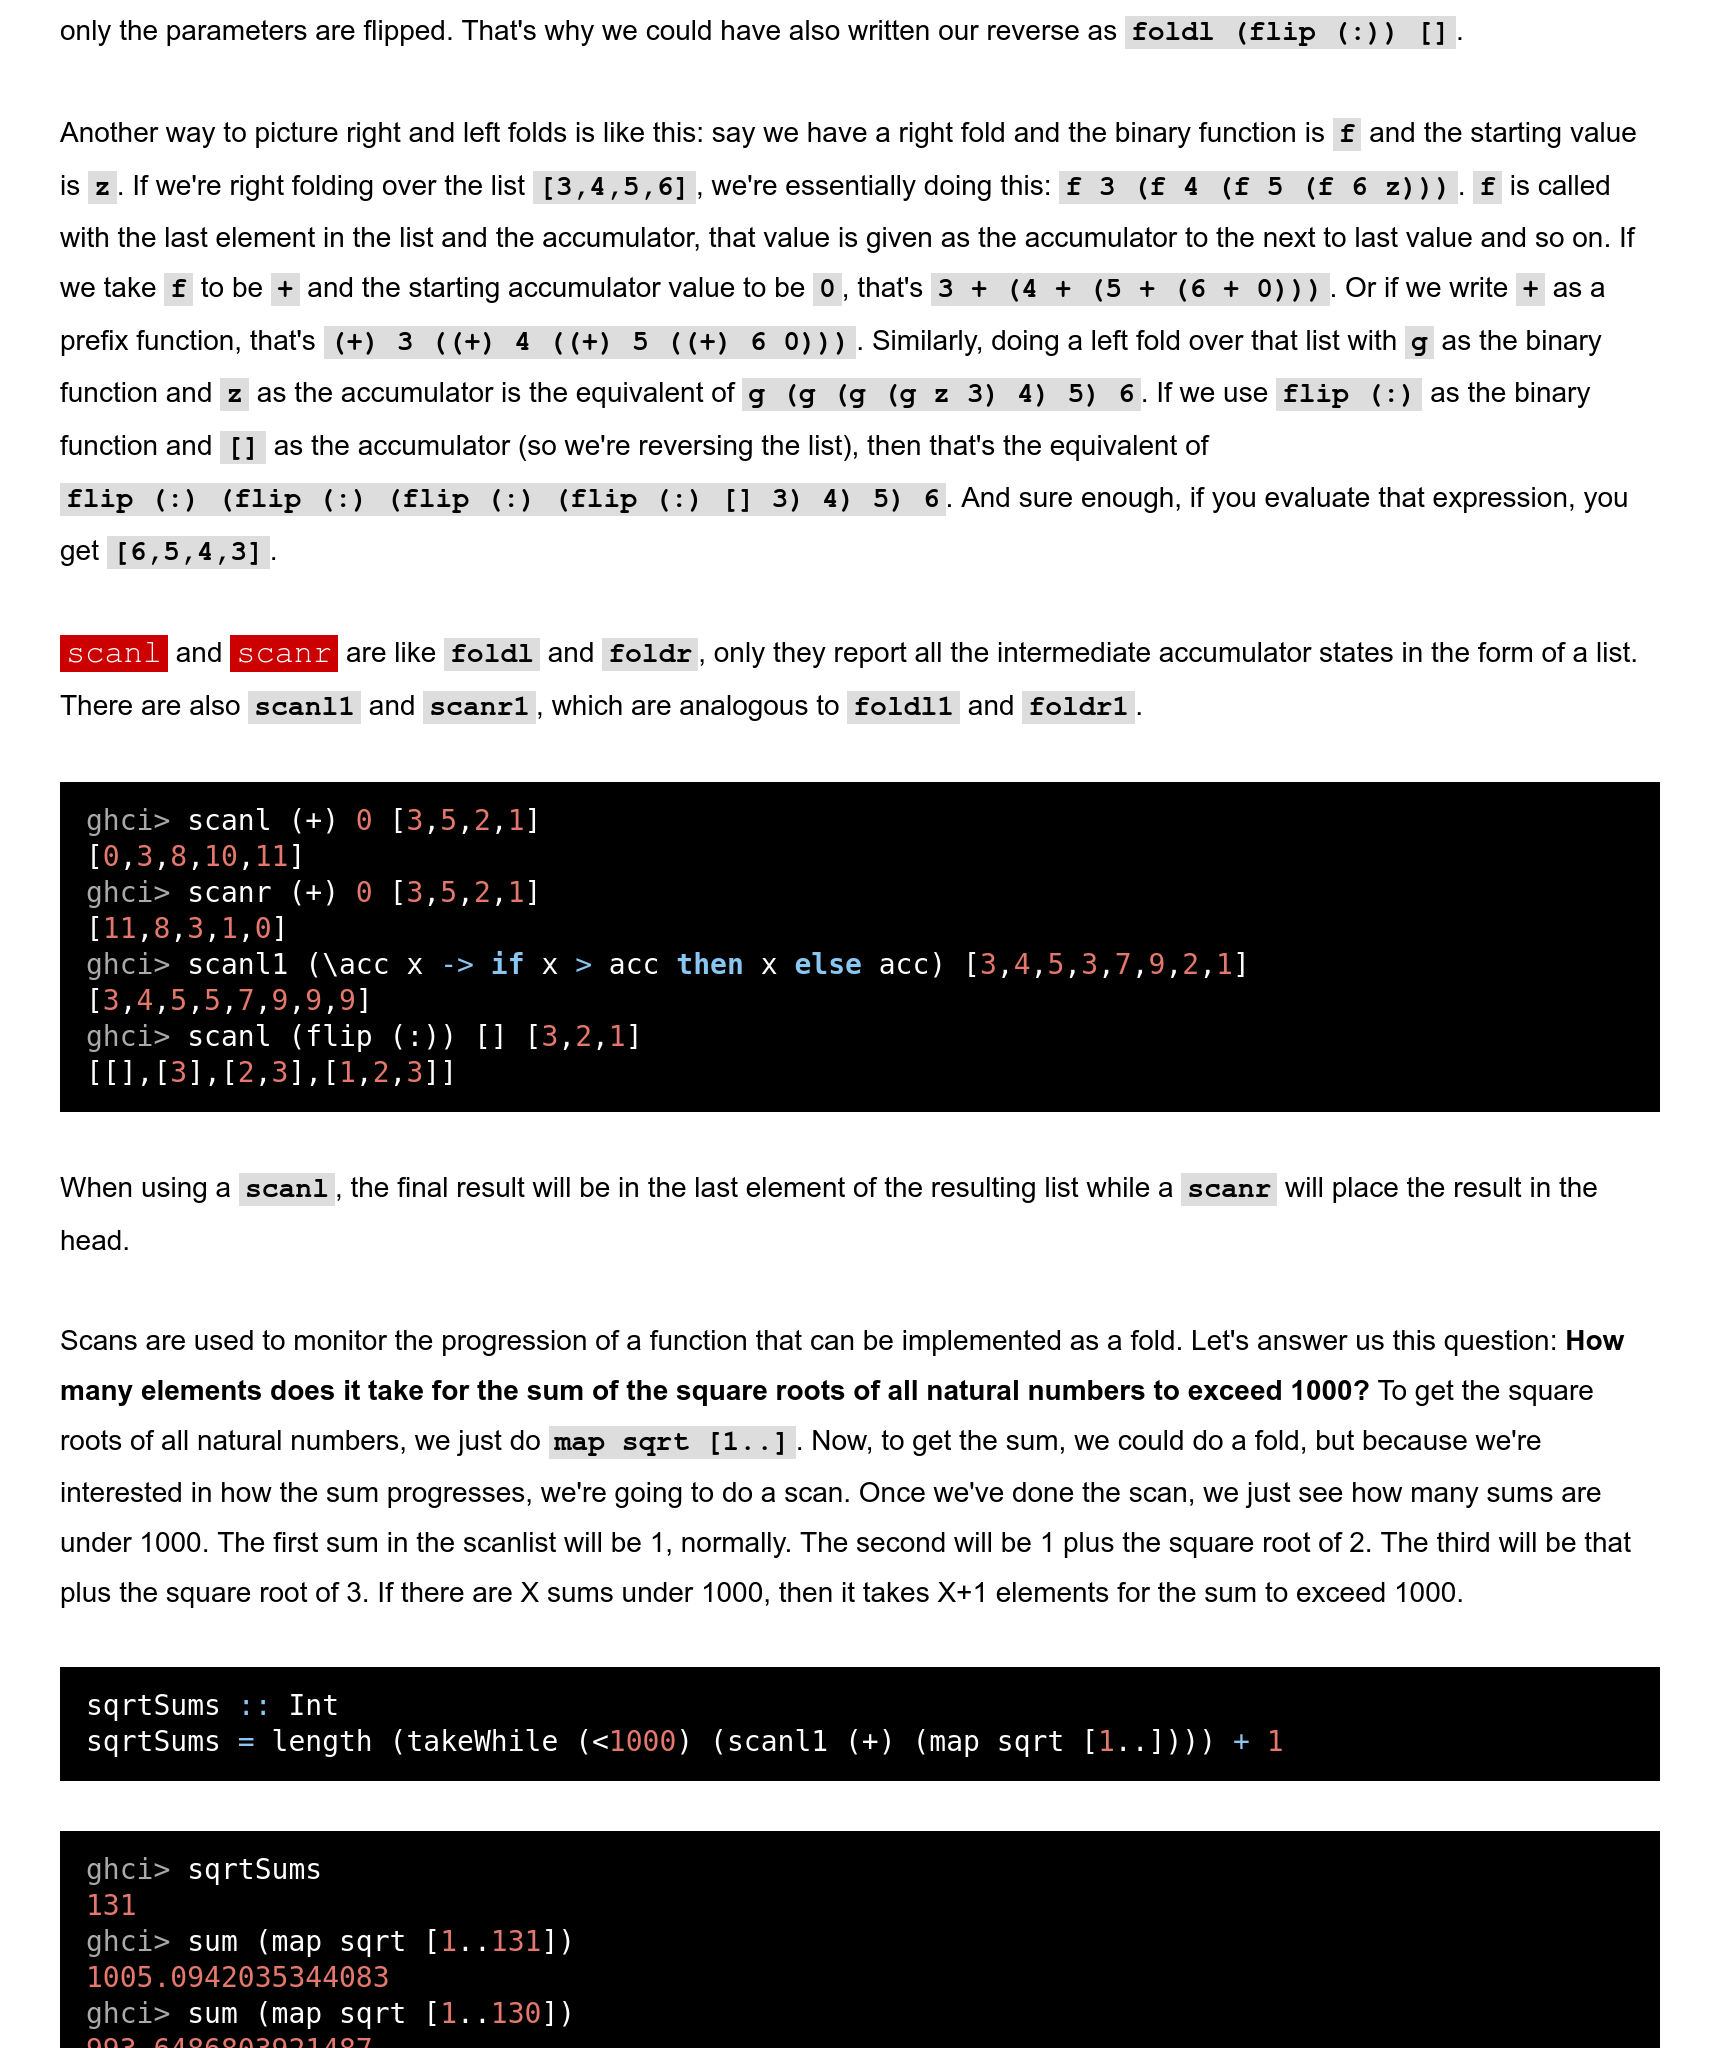 only the parameters are flipped. That's why we could have also written our reverse as foldl (flip (:)) [].
Another way to picture right and left folds is like this: say we have a right fold and the binary function is f and the starting value
is z. If we're right folding over the list [3,4,5,6], we're essentially doing this: f 3 (f 4 (f 5 (f 6 z))). f is called
with the last element in the list and the accumulator, that value is given as the accumulator to the next to last value and so on. If
we take f to be + and the starting accumulator value to be 0, that's 3 + (4 + (5 + (6 + 0))). Or if we write + as a
prefix function, that's (+) 3 ((+) 4 ((+) 5 ((+) 6 0))). Similarly, doing a left fold over that list with g as the binary
function and z as the accumulator is the equivalent of g (g (g (g z 3) 4) 5) 6. If we use flip (:) as the binary
function and [] as the accumulator (so we're reversing the list), then that's the equivalent of
flip (:) (flip (:) (flip (:) (flip (:) [] 3) 4) 5) 6. And sure enough, if you evaluate that expression, you
get [6,5,4,3].
scanl and scanr are like foldl and foldr, only they report all the intermediate accumulator states in the form of a list.
There are also scanl1 and scanr1, which are analogous to foldl1 and foldr1.
ghci> scanl (+) 0 [3,5,2,1]
[0,3,8,10,11]
ghci> scanr (+) 0 [3,5,2,1]
[11,8,3,1,0]
ghci> scanl1 (\acc x -> if x > acc then x else acc) [3,4,5,3,7,9,2,1]
[3,4,5,5,7,9,9,9]
ghci> scanl (flip (:)) [] [3,2,1]
[[],[3],[2,3],[1,2,3]]
When using a scanl, the final result will be in the last element of the resulting list while a scanr will place the result in the
head.
Scans are used to monitor the progression of a function that can be implemented as a fold. Let's answer us this question: How
many elements does it take for the sum of the square roots of all natural numbers to exceed 1000? To get the square
roots of all natural numbers, we just do map sqrt [1..]. Now, to get the sum, we could do a fold, but because we're
interested in how the sum progresses, we're going to do a scan. Once we've done the scan, we just see how many sums are
under 1000. The first sum in the scanlist will be 1, normally. The second will be 1 plus the square root of 2. The third will be that
plus the square root of 3. If there are X sums under 1000, then it takes X+1 elements for the sum to exceed 1000.
sqrtSums :: Int
sqrtSums = length (takeWhile (<1000) (scanl1 (+) (map sqrt [1..]))) + 1
ghci> sqrtSums
131
ghci> sum (map sqrt [1..131])
1005.0942035344083
ghci> sum (map sqrt [1..130])
993.6486803921487